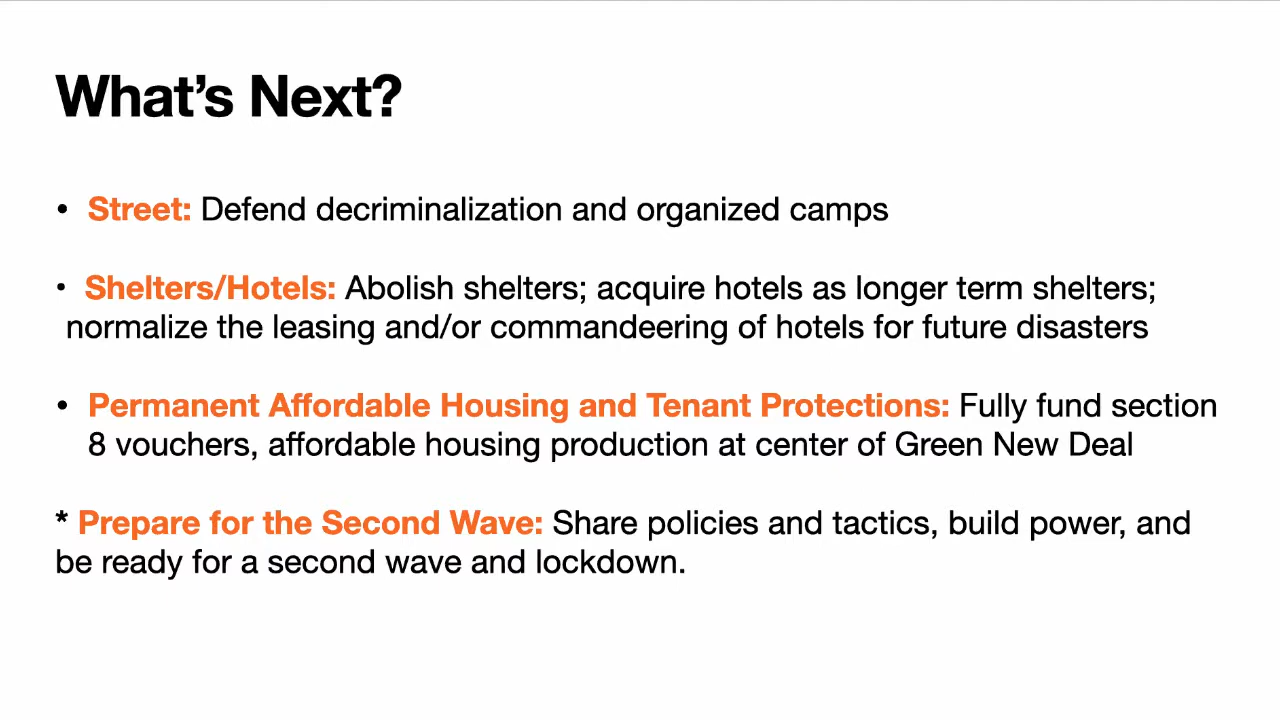 What's Next?
• Street: Defend decriminalization and organized camps
• Shelters/Hotels: Abolish shelters; acquire hotels as longer term shelters;
normalize the leasing and/or commandeering of hotels for future disasters
• Permanent Affordable Housing and Tenant Protections: Fully fund section
8 vouchers, affordable housing production at center of Green New Deal
* Prepare for the Second Wave: Share policies and tactics, build power, and
be ready for a second wave and lockdown.